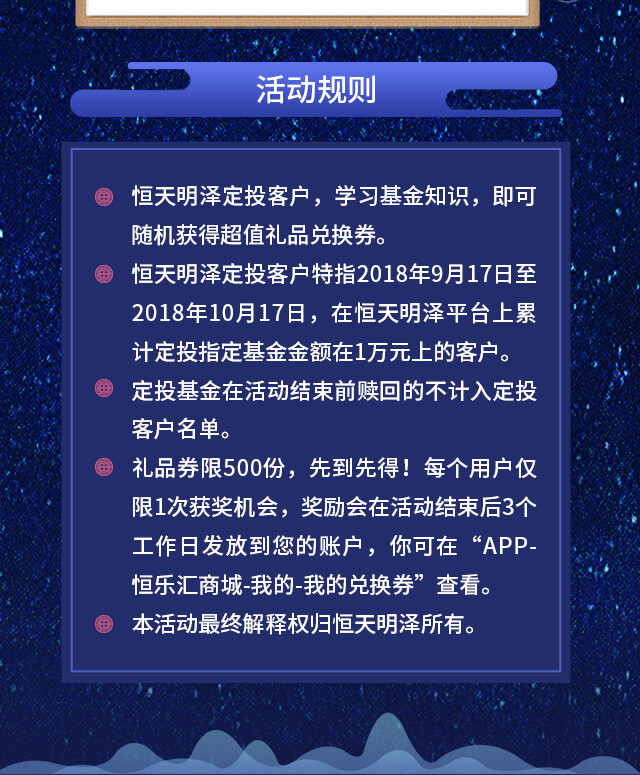 活动规则
恒天明泽定投客户，学习基金知识，即可
随机获得超值礼品兑换券。
恒天明泽定投客户特指2018年9月17日至
2018年10月17日，在恒天明泽平台上累
计定投指定基金金额在1万元上的客户。
定投基金在活动结束前赎回的不计入定投
客户名单。
礼品券限500份，先到先得！每个用户仅
限1次获奖机会，奖励会在活动结束后3个
工作日发放到您的账户，你可在“APP-
恒乐汇商城-我的-我的兑换券”查看。
本活动最终解释权归恒天明泽所有。